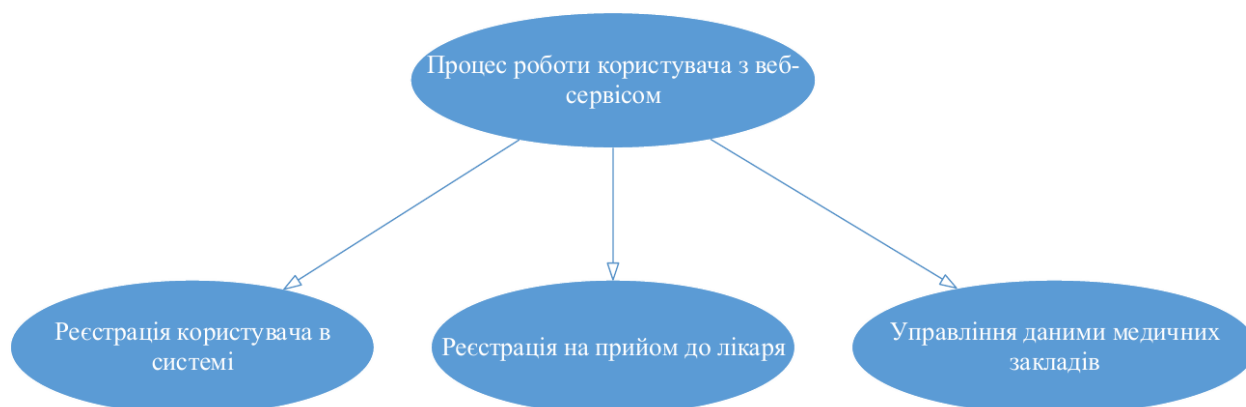 Процес роботи користувача з веб-
сервісом
Реєстрація користувача в
системі
Реєстрація на прийом до лікаря
Управління даними медичних
закладів